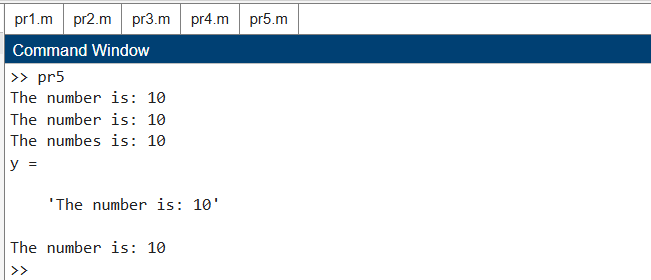 pr1.m pr2.m pr3.m pr4.m pr5.m
Command Window
>> pr5
The number is: 10
The number is: 10
The numbes is: 10
y =
'The number is: 10'
The number is: 10
>>